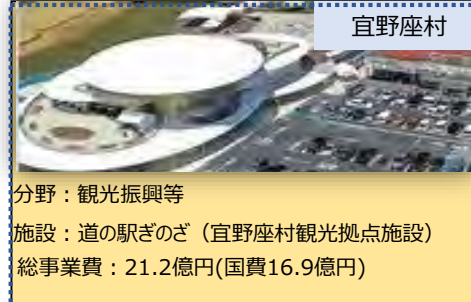 宜野座村
分野：観光振興等
施設：道の駅ぎのざ（宜野座村観光拠点施設）
総事業費：21.2億円(国費16.9億円)